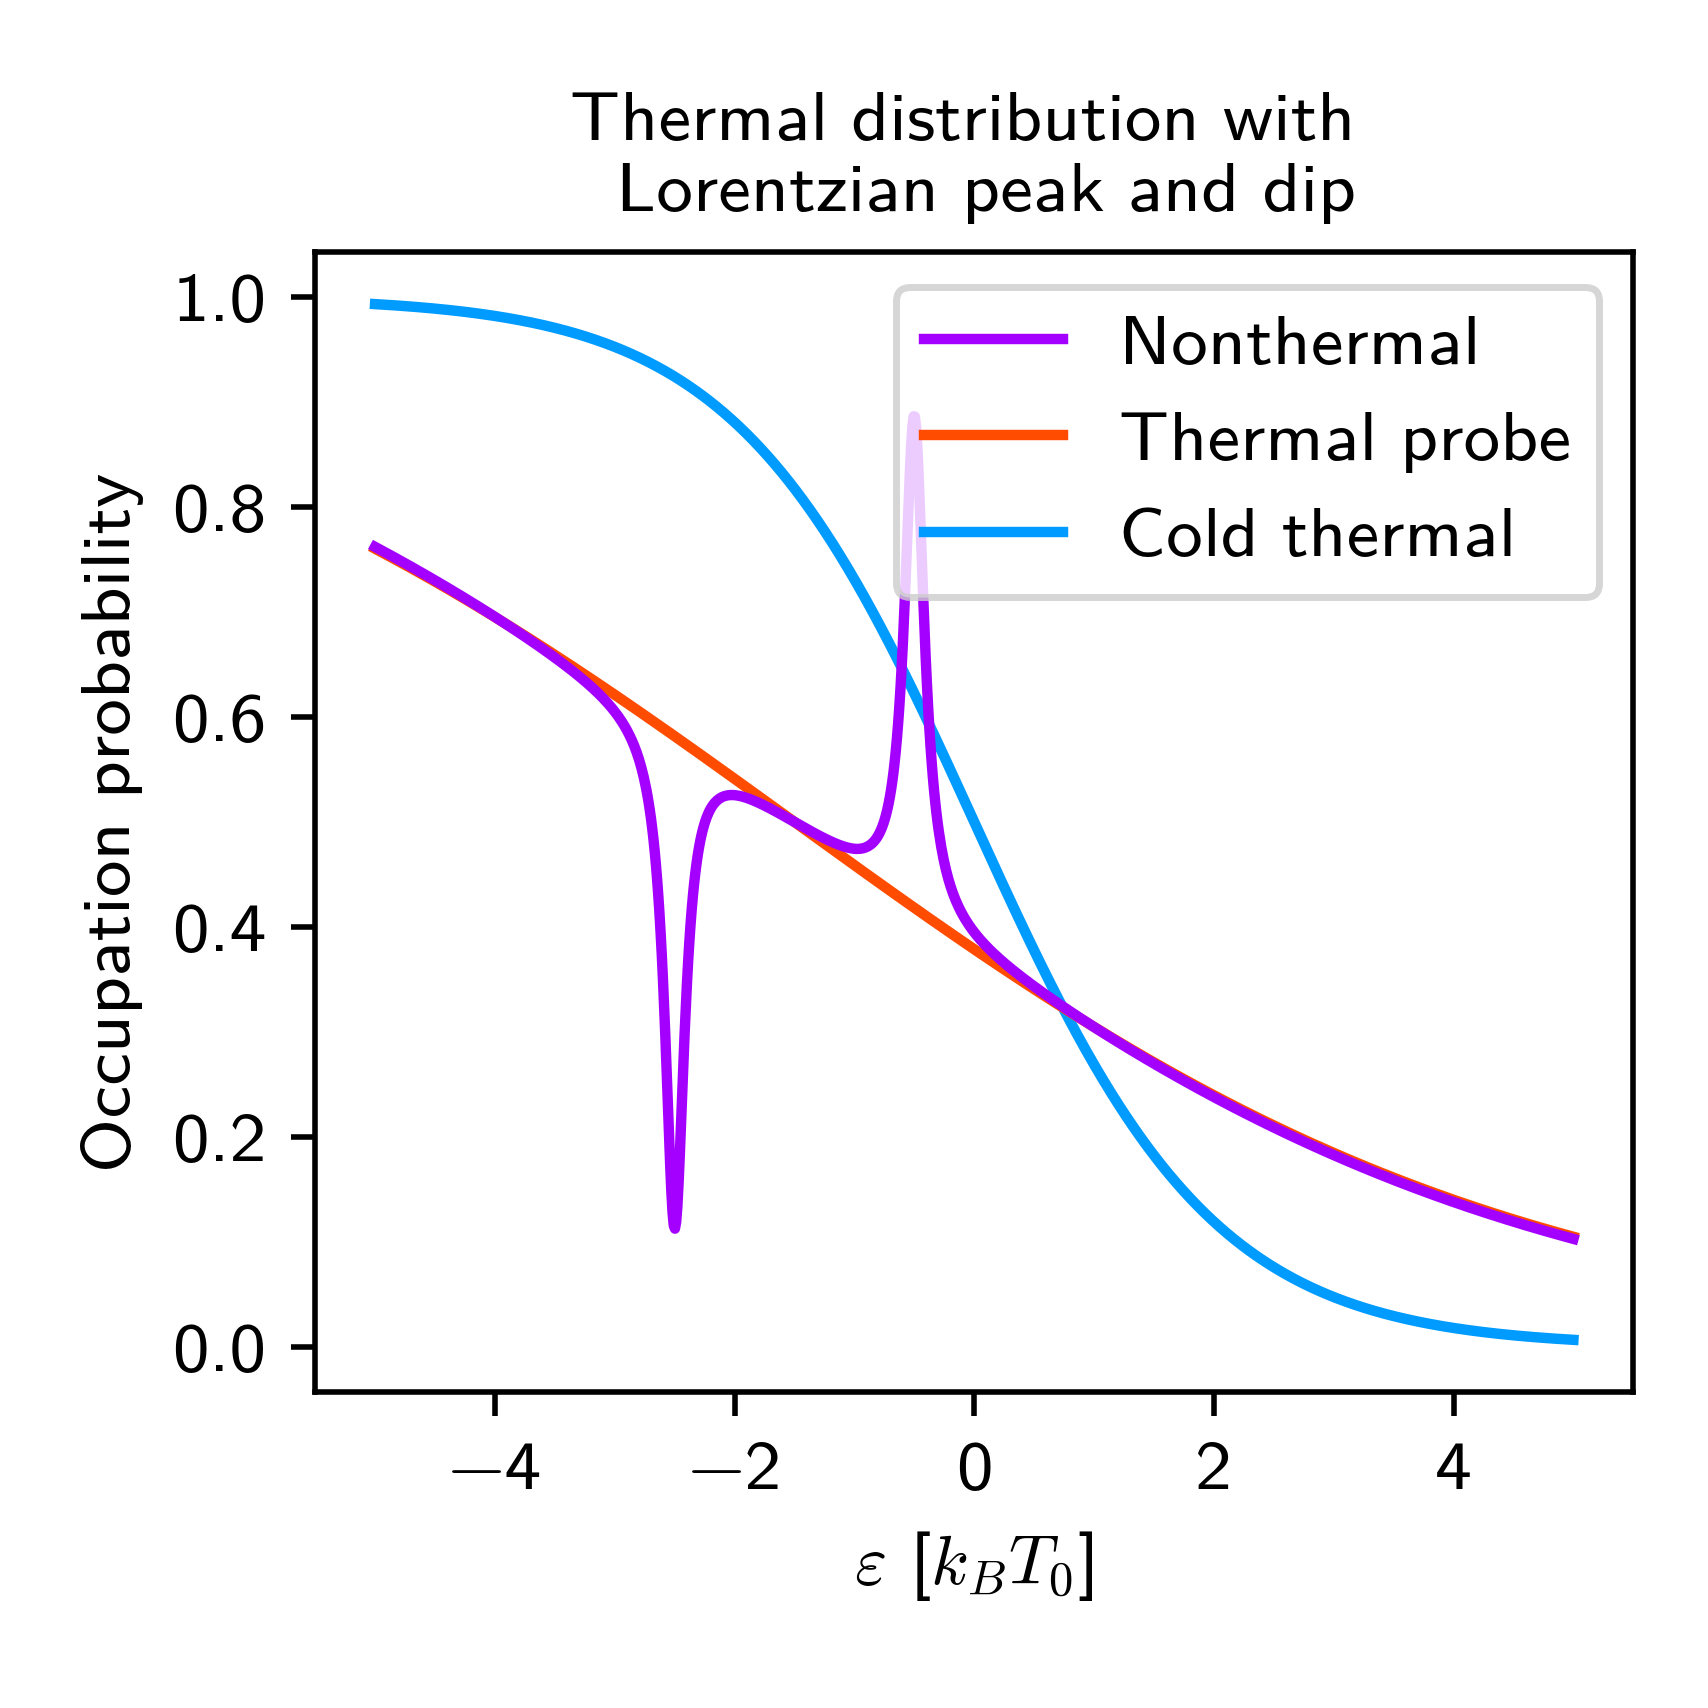 Thermal distribution with
Lorentzian peak and dip
Nonthermal
Thermal probe
Cold thermal
Occupation probability
1.0
0.8
0.6
0.4
0.2
0.0
−4 −2 0 2 4
ε [k_B T_0]